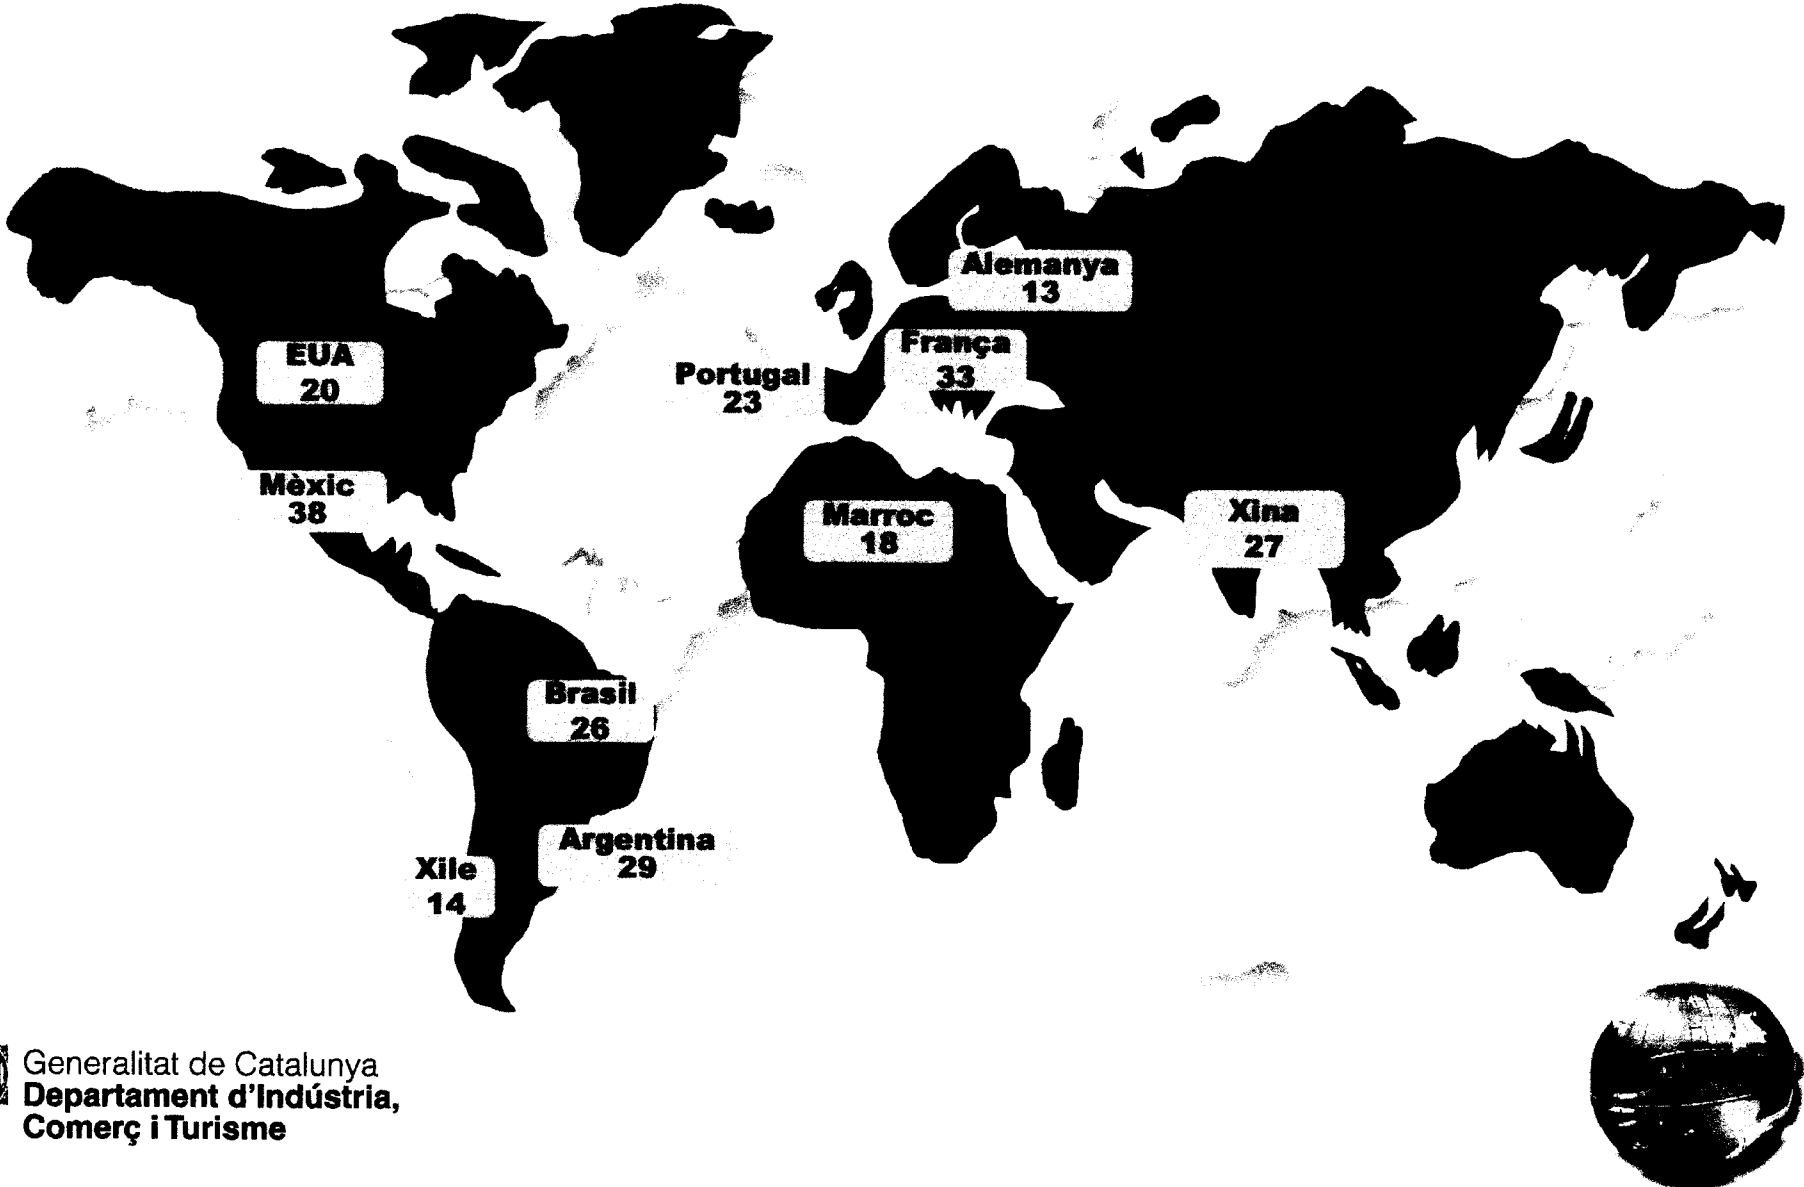 Alemanya
13
França
33
EUA
20
Portugal
23
Mèxic
38
Marroc
18
Xina
27
Brasil
26
Argentina
29
Xile
14
Generalitat de Catalunya
Departament d'Indústria,
Comerç i Turisme